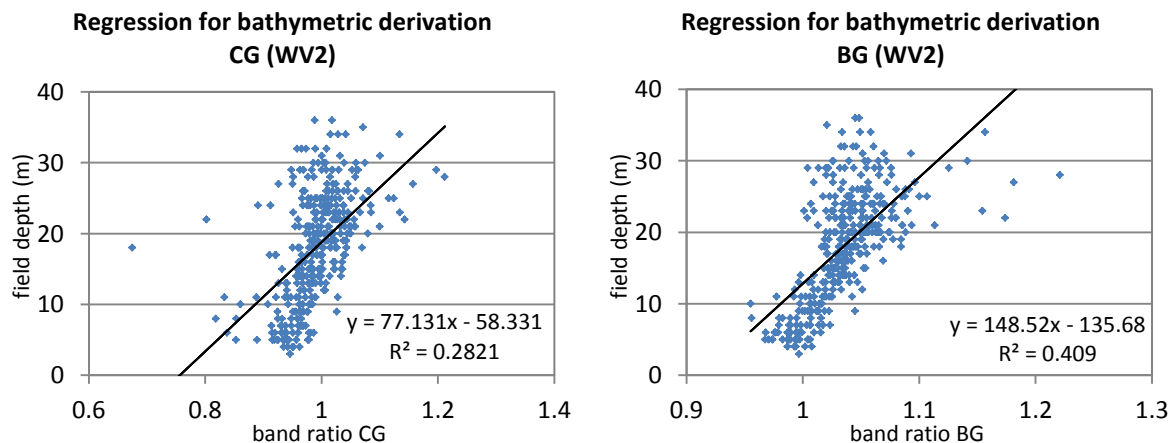 Regression for bathymetric derivation
CG (WV2)
40
30
20
10
0
field depth (m)
y = 77.131x - 58.331
R² = 0.2821
0.6 0.8 1 1.2 1.4
band ratio CG
Regression for bathymetric derivation
BG (WV2)
40
30
20
10
0
field depth (m)
y = 148.52x - 135.68
R² = 0.409
0.9 1 1.1 1.2 1.3
band ratio BG